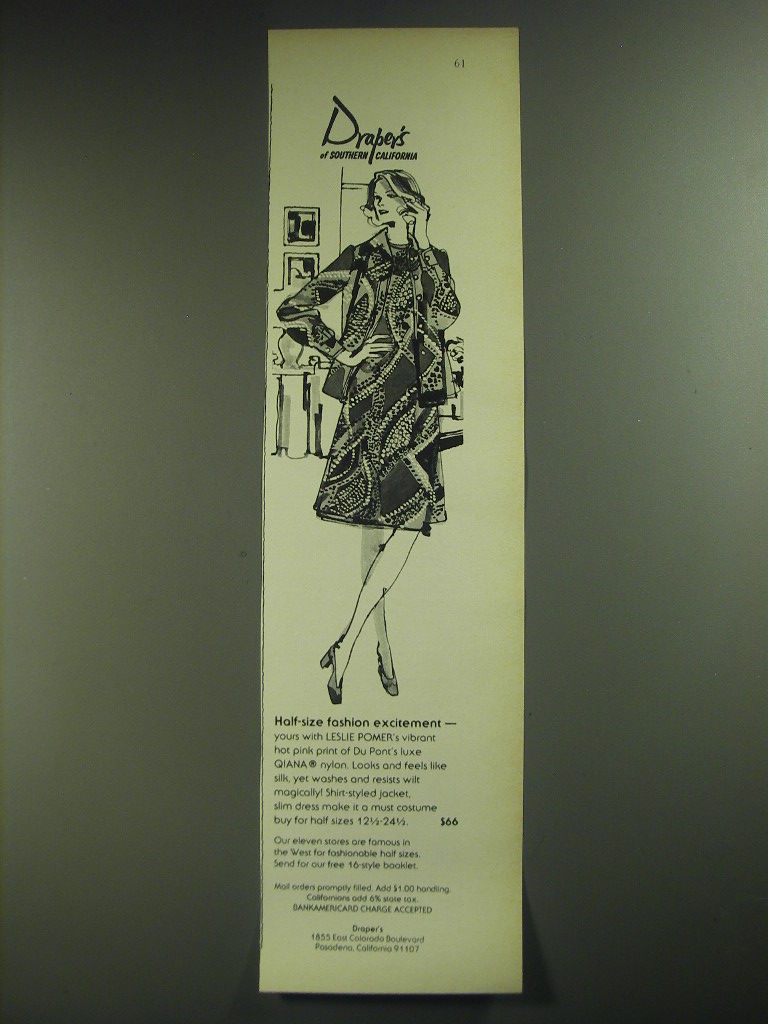 61
Draper's
of SOUTHERN CALIFORNIA
Half-size fashion excitement —
yours with LESLIE POMER's vibrant
hot pink print of Du Pont's luxe
QIANA® nylon. Looks and feels like
silk, yet washes and resists wilt
magically! Shirt-styled jacket,
slim dress make it a must costume
buy for half sizes 12½-24½. $66
Our eleven stores are famous in
the West for fashionable half sizes.
Send for our free 16-style booklet.
Mail orders promptly filled. Add $1.00 handling.
Californians add 6% state tax.
BANKAMERICARD CHARGE ACCEPTED
Draper's
1855 East Colorado Boulevard
Pasadena, California 91107